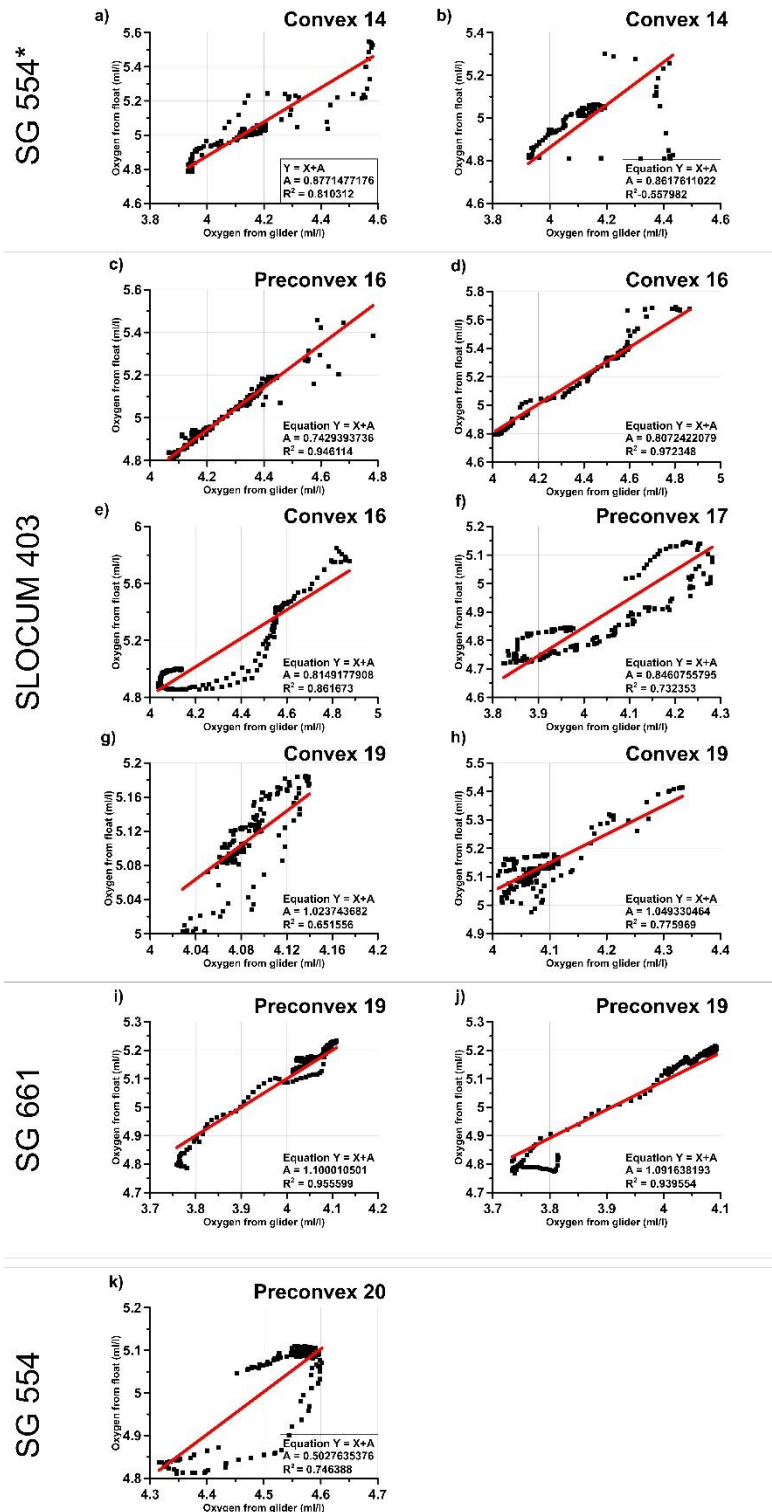 SG 554*
a) Convex 14
Oxygen from float (ml/l)
5.6
5.4
5.2
5
4.8
4.6
3.8 4 4.2 4.4 4.6
Oxygen from glider (ml/l)
Y = X+A
A = 0.8771477176
R² = 0.810312
b) Convex 14
Oxygen from float (ml/l)
5.4
5.2
5
4.8
4.6
3.8 4 4.2 4.4 4.6
Oxygen from glider (ml/l)
Equation Y = X+A
A = 0.8617611022
R²-0.557982
SLOCUM 403
c) Preconvex 16
Oxygen from float (ml/l)
5.6
5.4
5.2
5
4.8
4 4.2 4.4 4.6 4.8
Oxygen from glider (ml/l)
Equation Y = X+A
A = 0.7429393736
R² = 0.946114
d) Convex 16
Oxygen from float (ml/l)
5.8
5.6
5.4
5.2
5
4.8
4.6
4 4.2 4.4 4.6 4.8 5
Oxygen from glider (ml/l)
Equation Y = X+A
A = 0.8072422079
R² = 0.972348
e) Convex 16
Oxygen from float (ml/l)
6
5.6
5.2
4.8
4 4.2 4.4 4.6 4.8 5
Oxygen from glider (ml/l)
Equation Y = X+A
A = 0.8149177908
R² = 0.861673
f) Preconvex 17
Oxygen from float (ml/l)
5.2
5.1
5
4.9
4.8
4.7
4.6
3.8 3.9 4 4.1 4.2 4.3
Oxygen from glider (ml/l)
Equation Y = X+A
A = 0.8460755795
R² = 0.732353
g) Convex 19
Oxygen from float (ml/l)
5.2
5.16
5.12
5.08
5.04
5
4 4.04 4.08 4.12 4.16 4.2
Oxygen from glider (ml/l)
Equation Y = X+A
A = 1.023743682
R² = 0.651556
h) Convex 19
Oxygen from float (ml/l)
5.5
5.4
5.3
5.2
5.1
5
4.9
4 4.1 4.2 4.3 4.4
Oxygen from glider (ml/l)
Equation Y = X+A
A = 1.049330464
R² = 0.775969
SG 661
i) Preconvex 19
Oxygen from float (ml/l)
5.3
5.2
5.1
5
4.9
4.8
4.7
3.7 3.8 3.9 4 4.1 4.2
Oxygen from glider (ml/l)
Equation Y = X+A
A = 1.100010501
R² = 0.955599
j) Preconvex 19
Oxygen from float (ml/l)
5.3
5.2
5.1
5
4.9
4.8
4.7
3.7 3.8 3.9 4 4.1
Oxygen from glider (ml/l)
Equation Y = X+A
A = 1.091638193
R² = 0.939554
SG 554
k) Preconvex 20
Oxygen from float (ml/l)
5.2
5.1
5
4.9
4.8
4.3 4.4 4.5 4.6 4.7
Oxygen from glider (ml/l)
Equation Y = X+A
A = 0.5027635376
R² = 0.746388